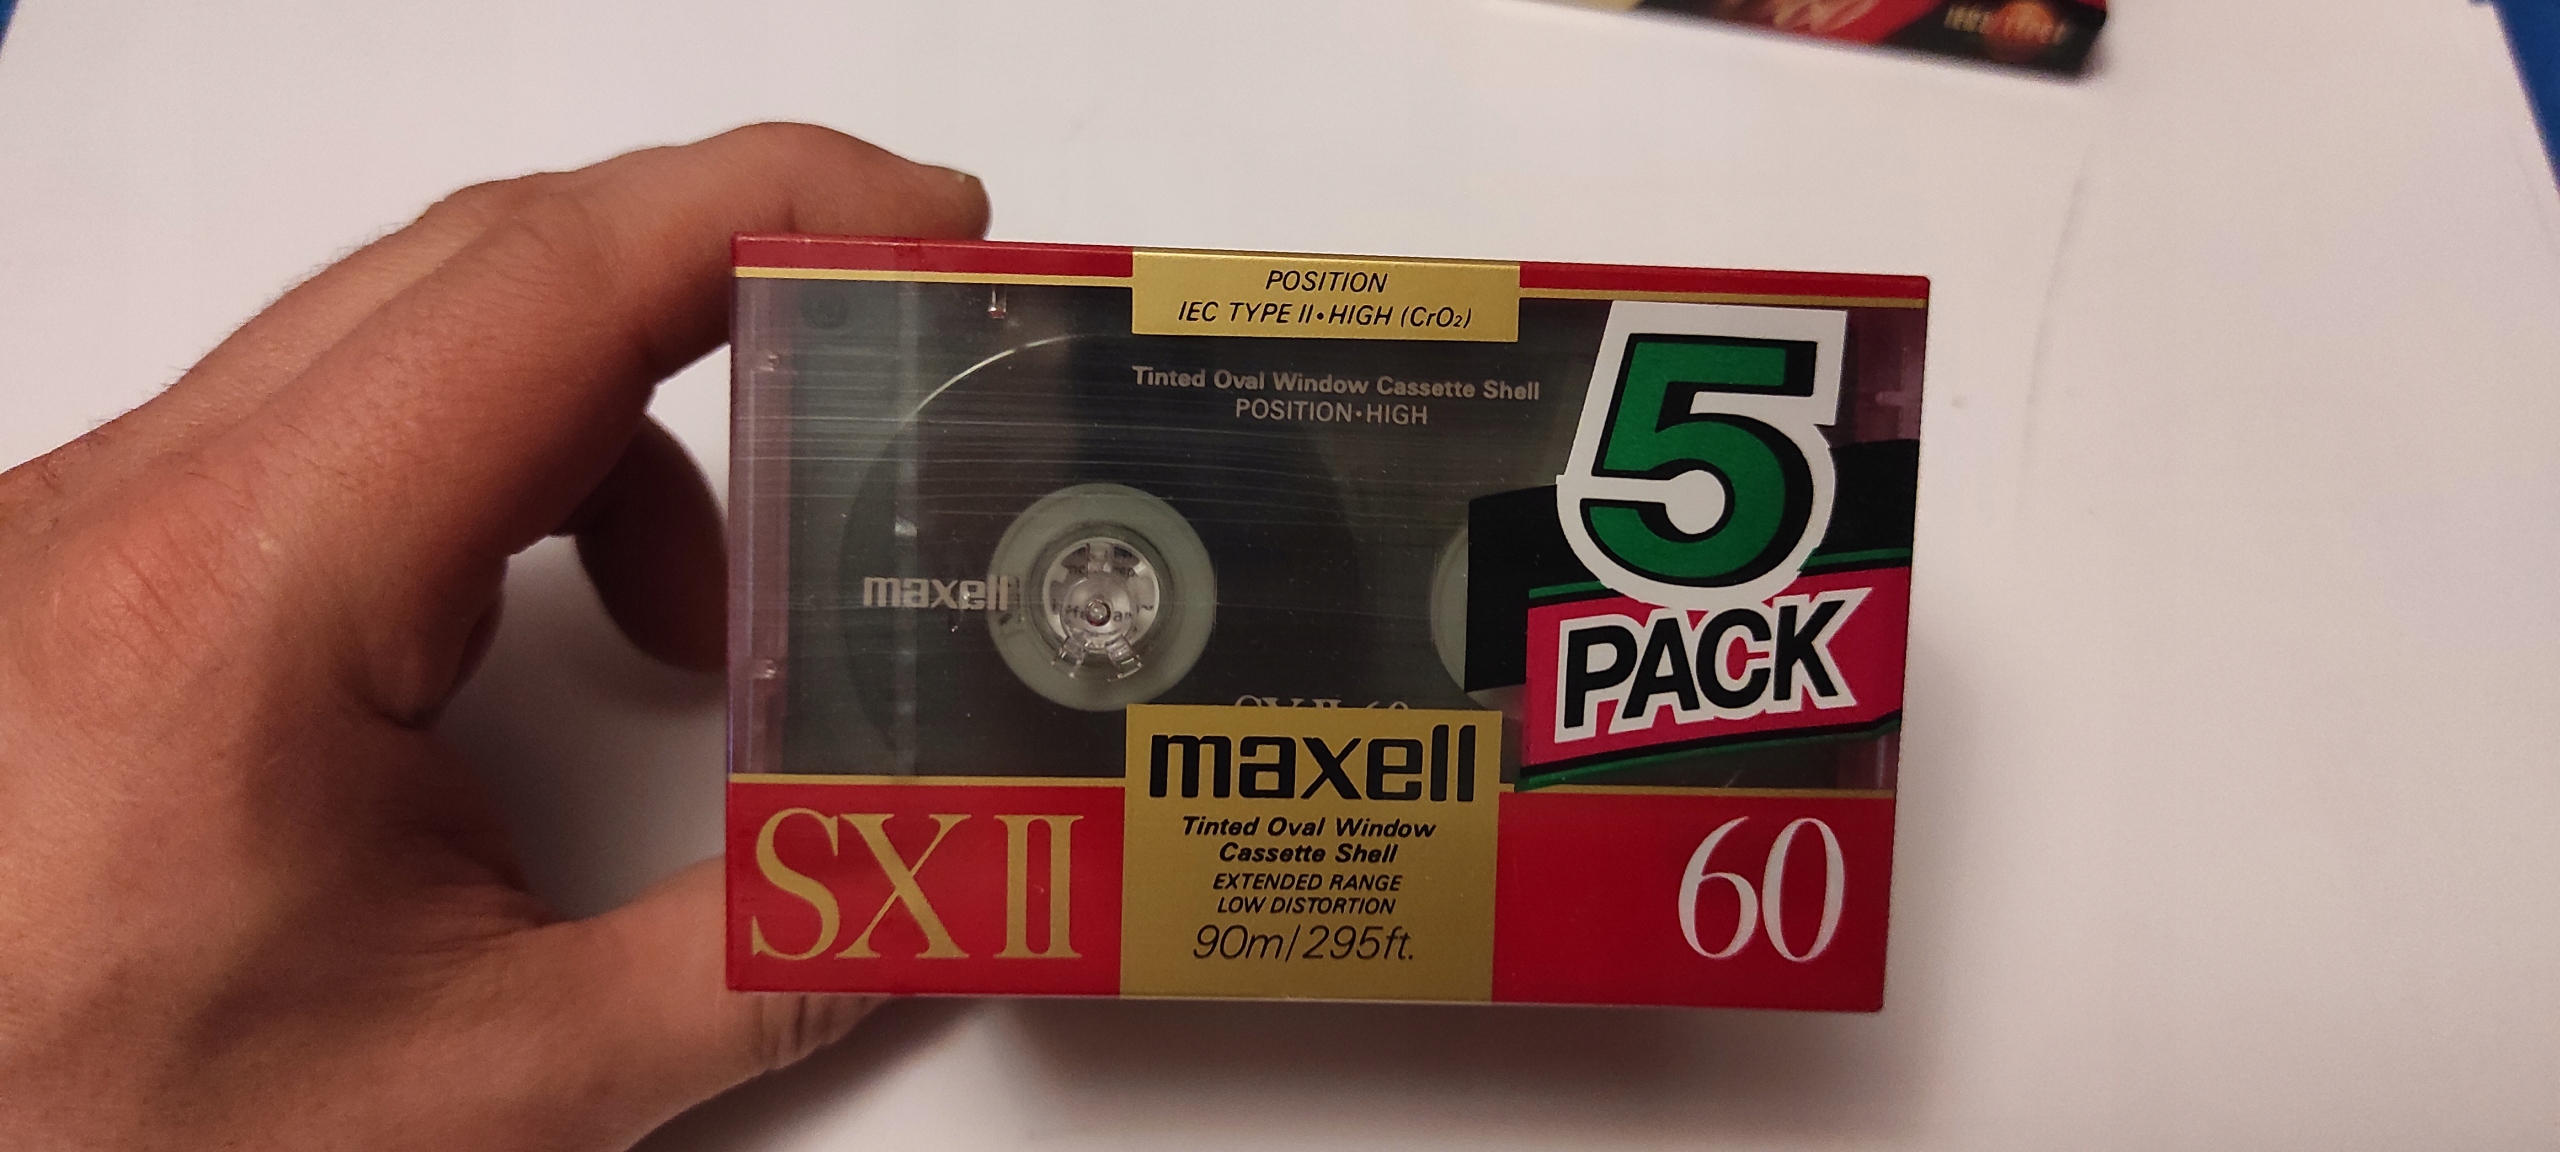 POSITION
IEC TYPE II•HIGH (CrO₂)
Tinted Oval Window Cassette Shell
POSITION•HIGH
5
PACK
maxell
maxell
Tinted Oval Window
Cassette Shell
EXTENDED RANGE
LOW DISTORTION
90m/295ft.
SX II
60